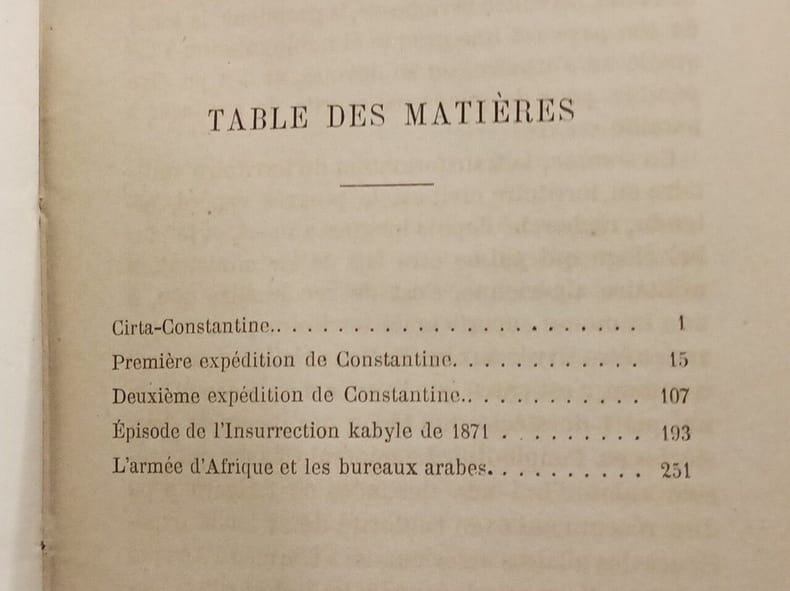 TABLE DES MATIÈRES
Cirta-Constantine.. . . . . . . . . . . . . . . . . . . . . . . 1
Première expédition de Constantine. . . . . . . . . . . . . 15
Deuxième expédition de Constantine.. . . . . . . . . . . 107
Épisode de l'Insurrection kabyle de 1871 . . . . . . . . . 193
L'armée d'Afrique et les bureaux arabes. . . . . . . . . . 251